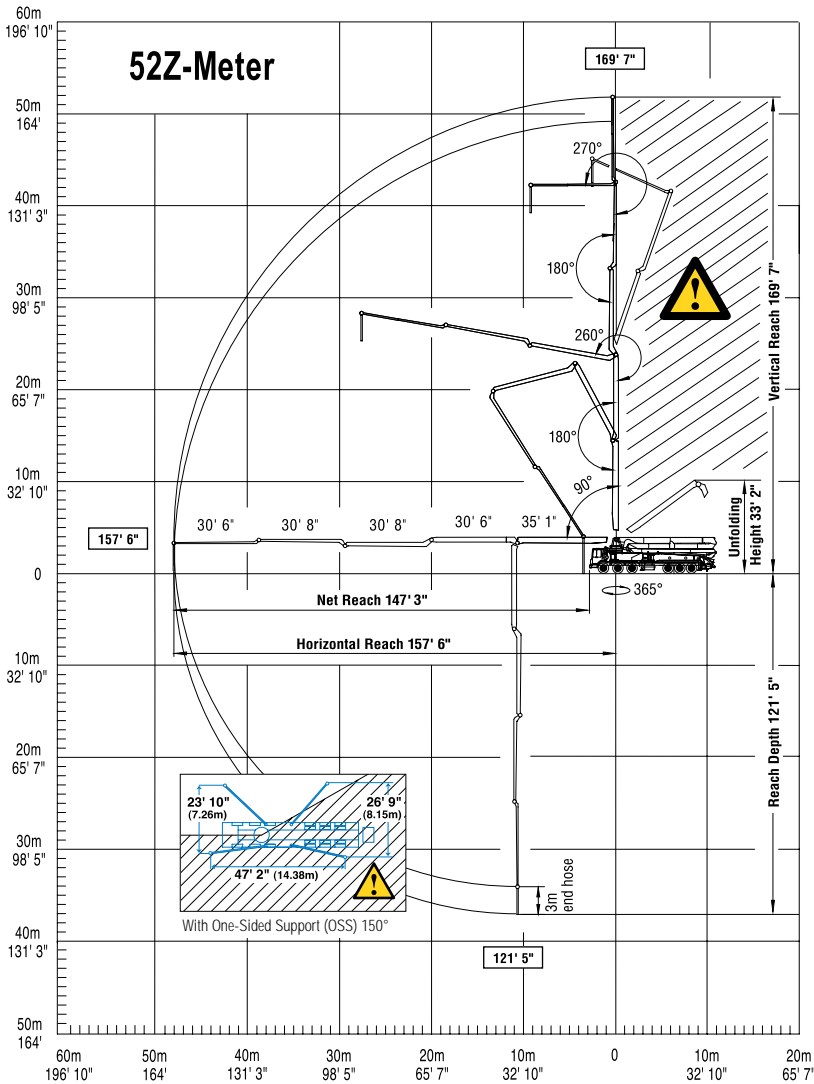 52Z-Meter
60m
196' 10"
50m
164'
40m
131' 3"
30m
98' 5"
20m
65' 7"
10m
32' 10"
0
10m
32' 10"
20m
65' 7"
30m
98' 5"
40m
131' 3"
50m
164'
169' 7"
270°
180°
260°
180°
90°
Vertical Reach 169' 7"
Unfolding
Height 33' 2"
30' 6"
30' 8"
30' 8"
30' 6"
35' 1"
157' 6"
365°
Net Reach 147' 3"
Horizontal Reach 157' 6"
Reach Depth 121' 5"
23' 10"
(7.26m)
26' 9"
(8.15m)
47' 2" (14.38m)
!
!
With One-Sided Support (OSS) 150°
3m
end hose
121' 5"
60m
196' 10"
50m
164'
40m
131' 3"
30m
98' 5"
20m
65' 7"
10m
32' 10"
0
10m
32' 10"
20m
65' 7"